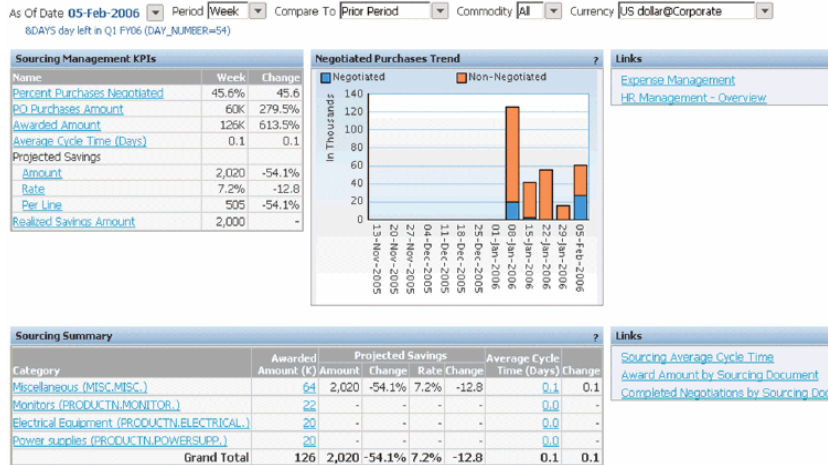 As Of Date 05-Feb-2006 Period Week Compare To Prior Period Commodity All Currency US dollar@Corporate
8DAYS day left in Q1 FY06 (DAY_NUMBER=54)
Sourcing Management KPIs
Name Week Change
Percent Purchases Negotiated 45.6% 45.6
PO Purchases Amount 60K 279.5%
Awarded Amount 126K 613.5%
Average Cycle Time (Days) 0.1 0.1
Projected Savings
Amount 2,020 -54.1%
Rate 7.2% -12.8
Per Line 505 -54.1%
Realized Savings Amount 2,000 -
Negotiated Purchases Trend ?
Negotiated Non-Negotiated
In Thousands
140
120
100
80
60
40
20
0
13-Nov-2005
20-Nov-2005
27-Nov-2005
04-Dec-2005
11-Dec-2005
18-Dec-2005
25-Dec-2005
01-Jan-2006
08-Jan-2006
15-Jan-2006
22-Jan-2006
29-Jan-2006
05-Feb-2006
Links
Expense Management
HR Management - Overview
Sourcing Summary ?
Awarded Projected Savings Average Cycle
Category Amount (K) Amount Change Rate Change Time (Days) Change
Miscellaneous (MISC.MISC.) 64 2,020 -54.1% 7.2% -12.8 0.1 0.1
Monitors (PRODUCTN.MONITOR.) 22 - - - - 0.0 -
Electrical Equipment (PRODUCTN.ELECTRICAL.) 20 - - - - 0.0 -
Power supplies (PRODUCTN.POWERSUPP.) 20 - - - - 0.0 -
Grand Total 126 2,020 -54.1% 7.2% -12.8 0.1 0.1
Links
Sourcing Average Cycle Time
Award Amount by Sourcing Document
Completed Negotiations by Sourcing Doc